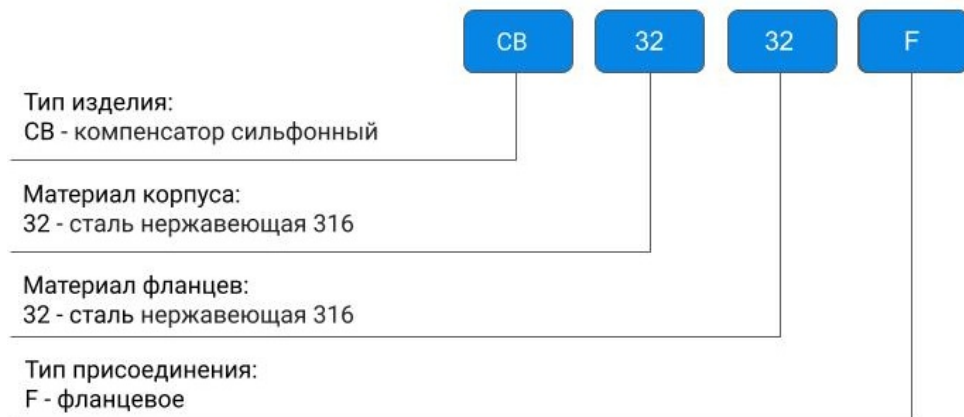 CB 32 32 F
Тип изделия:
СВ - компенсатор сильфонный
Материал корпуса:
32 - сталь нержавеющая 316
Материал фланцев:
32 - сталь нержавеющая 316
Тип присоединения:
F - фланцевое